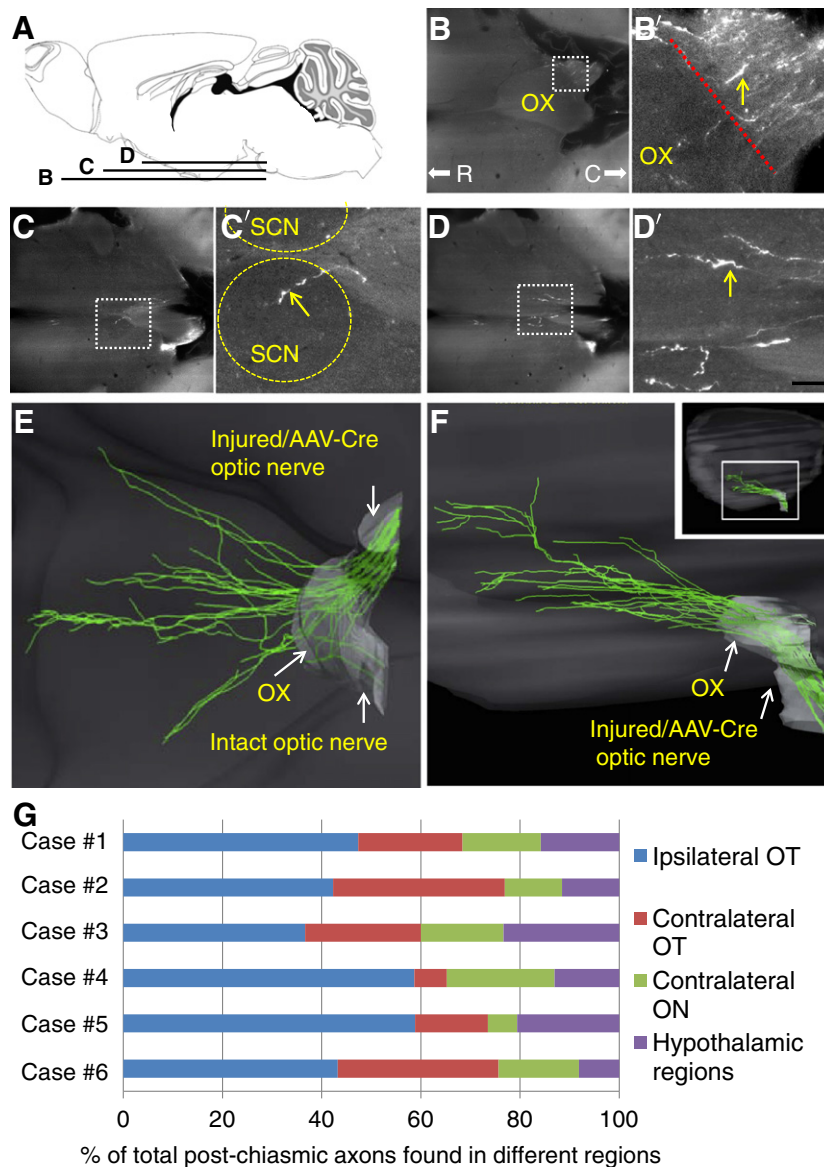 A
D
C
B
B
OX
R
C
B′
OX
C
C′
SCN
SCN
D
D′
E
Injured/AAV-Cre
optic nerve
OX
Intact optic nerve
F
OX
Injured/AAV-Cre
optic nerve
G
Case #1
Case #2
Case #3
Case #4
Case #5
Case #6
0 20 40 60 80 100
% of total post-chiasmic axons found in different regions
Ipsilateral OT
Contralateral
OT
Contralateral
ON
Hypothalamic
regions